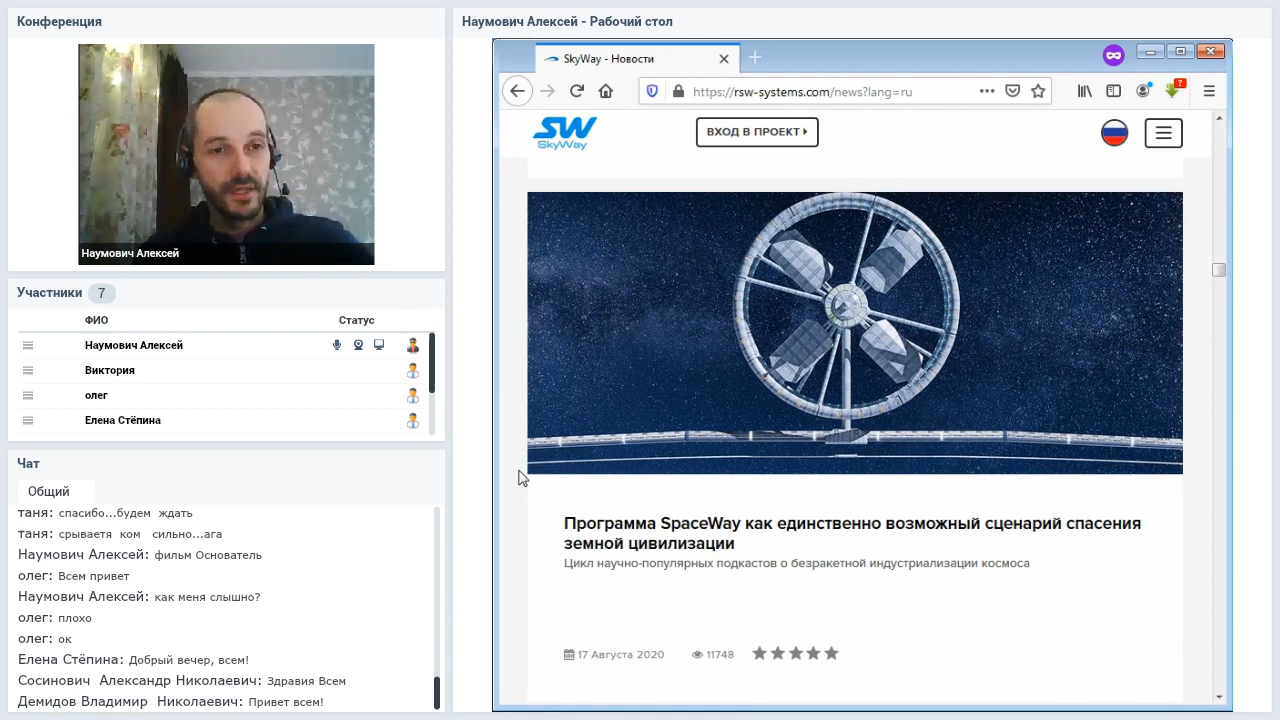 Конференция
Наумович Алексей
Участники 7
ФИО Статус
Наумович Алексей
Виктория
олег
Елена Стёпина
Чат
Общий
таня: спасибо...будем ждать
таня: срываетя ком сильно...ага
Наумович Алексей: фильм Основатель
олег: Всем привет
Наумович Алексей: как меня слышно?
олег: плохо
олег: ок
Елена Стёпина: Добрый вечер, всем!
Сосинович Александр Николаевич: Здравия Всем
Демидов Владимир Николаевич: Привет всем!
Наумович Алексей - Рабочий стол
SkyWay - Новости
https://rsw-systems.com/news?lang=ru
?
SW
SkyWay
ВХОД В ПРОЕКТ
Программа SpaceWay как единственно возможный сценарий спасения
земной цивилизации
Цикл научно-популярных подкастов о безракетной индустриализации космоса
17 Августа 2020 11748